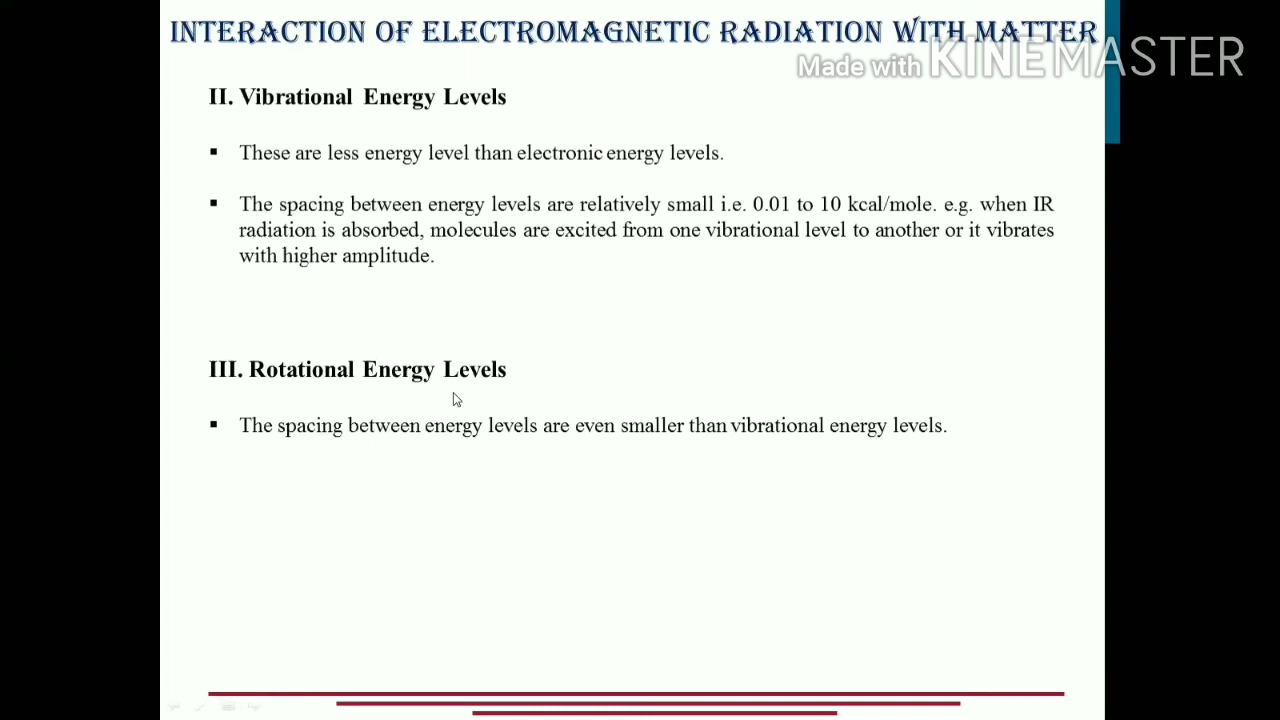 INTERACTION OF ELECTROMAGNETIC RADIATION WITH MATTER
Made with KINEMASTER
II. Vibrational Energy Levels
▪ These are less energy level than electronic energy levels.
▪ The spacing between energy levels are relatively small i.e. 0.01 to 10 kcal/mole. e.g. when IR
radiation is absorbed, molecules are excited from one vibrational level to another or it vibrates
with higher amplitude.
III. Rotational Energy Levels
▪ The spacing between energy levels are even smaller than vibrational energy levels.